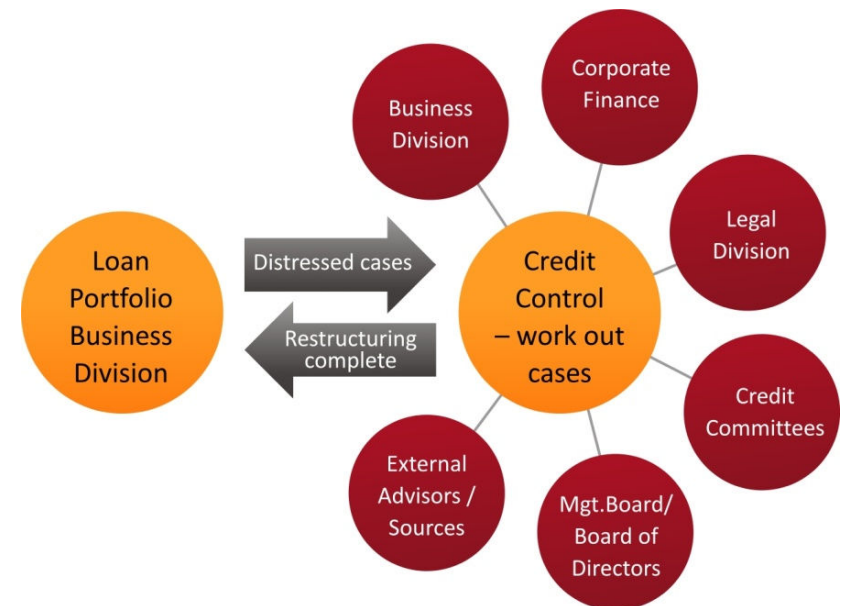 Loan
Portfolio
Business
Division
Distressed cases
Restructuring
complete
Credit
Control
– work out
cases
Business
Division
Corporate
Finance
Legal
Division
Credit
Committees
Mgt.Board/
Board of
Directors
External
Advisors /
Sources